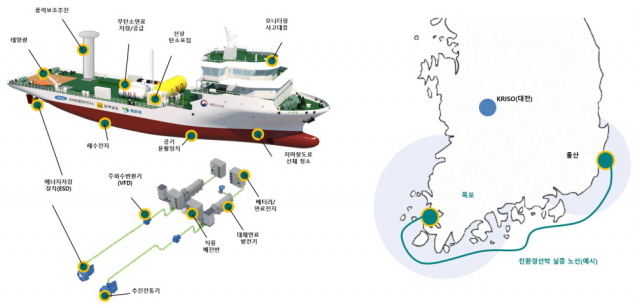 풍력보조추진
무탄소연료
저장/공급
선상
탄소포집
모니터링
사고대응
태양광
해수전지
공기
윤활장치
저마찰도료
선체 청소
에너지저감
장치(ESD)
주파수변환기
(VFD)
배터리/
연료전지
직류
배전반
대체연료
발전기
추진전동기
KRISO(대전)
울산
목포
친환경선박 실증 노선(예시)